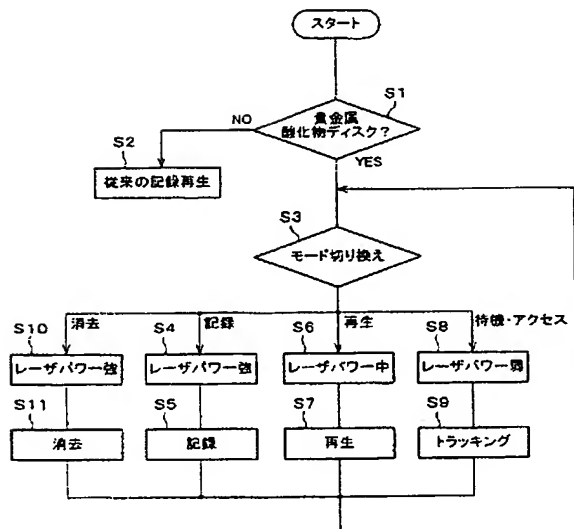 スタート
S1
貴金属
酸化物ディスク？
NO
YES
S2
従来の記録再生
S3
モード切り換え
消去
記録
再生
待機・アクセス
S10
S4
S6
S8
レーザパワー強
レーザパワー強
レーザパワー中
レーザパワー弱
S11
S5
S7
S9
消去
記録
再生
トラッキング